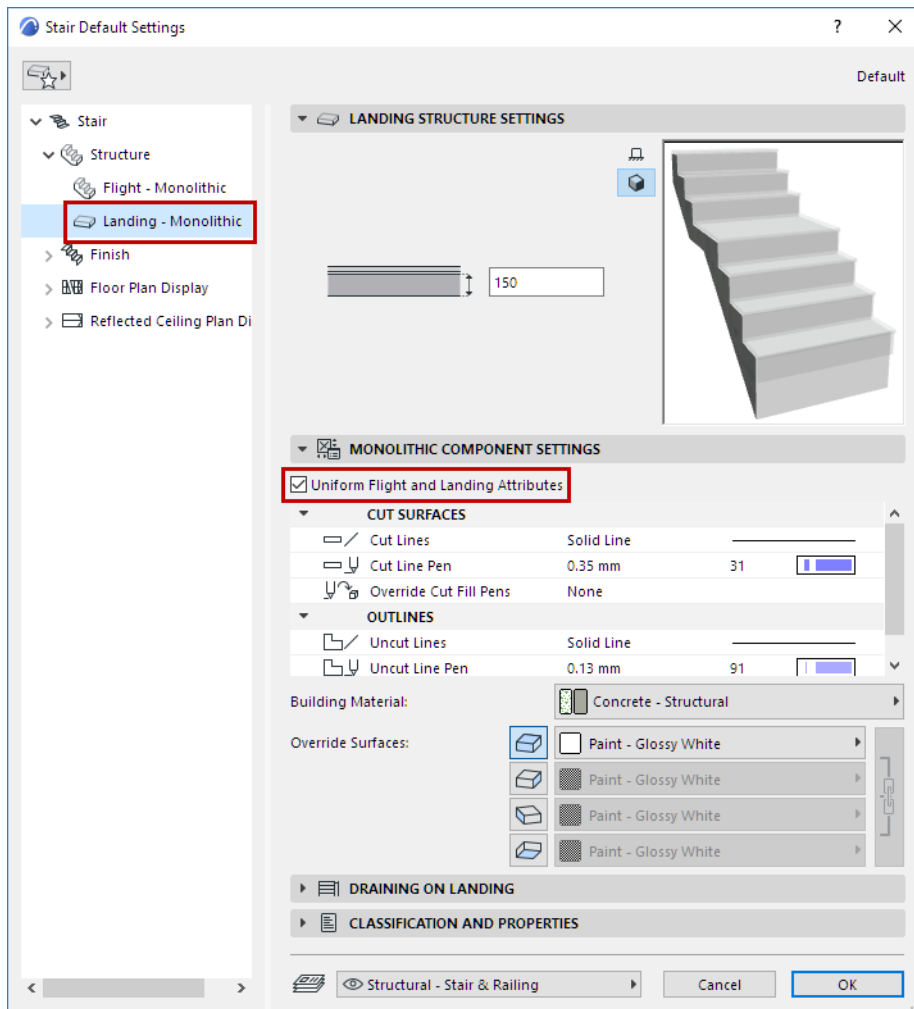 Stair Default Settings
?
Default
Stair
Structure
Flight - Monolithic
Landing - Monolithic
Finish
Floor Plan Display
Reflected Ceiling Plan Di
LANDING STRUCTURE SETTINGS
150
MONOLITHIC COMPONENT SETTINGS
Uniform Flight and Landing Attributes
CUT SURFACES
Cut Lines Solid Line
Cut Line Pen 0.35 mm 31
Override Cut Fill Pens None
OUTLINES
Uncut Lines Solid Line
Uncut Line Pen 0.13 mm 91
Building Material: Concrete - Structural
Override Surfaces: Paint - Glossy White
Paint - Glossy White
Paint - Glossy White
Paint - Glossy White
DRAINING ON LANDING
CLASSIFICATION AND PROPERTIES
Structural - Stair & Railing Cancel OK